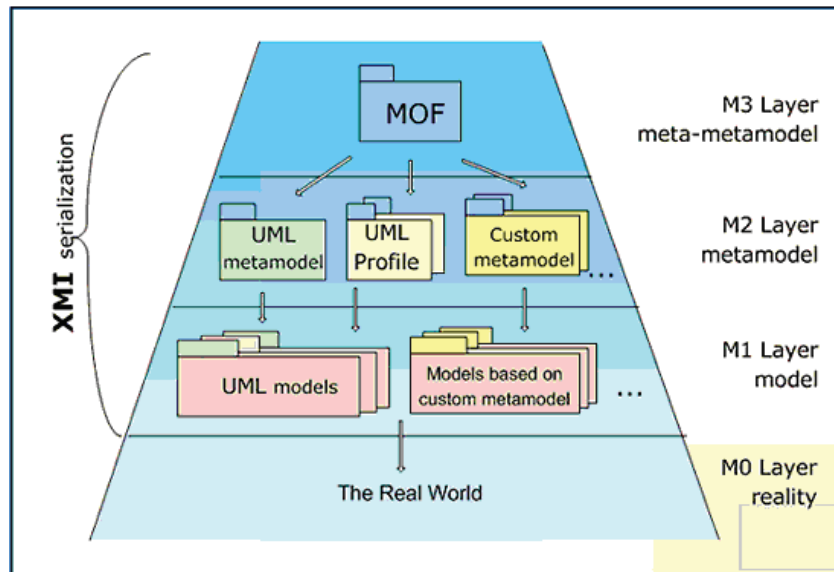 MOF
M3 Layer
meta-metamodel
XMI serialization
UML
metamodel
UML
Profile
Custom
metamodel
...
M2 Layer
metamodel
UML models
Models based on
custom metamodel
...
M1 Layer
model
The Real World
M0 Layer
reality